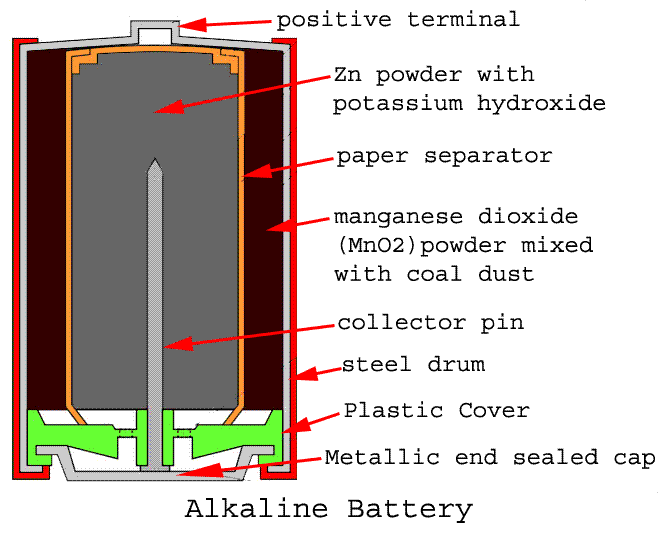 positive terminal
Zn powder with
potassium hydroxide
paper separator
manganese dioxide
(MnO2)powder mixed
with coal dust
collector pin
steel drum
Plastic Cover
Metallic end sealed cap
Alkaline Battery